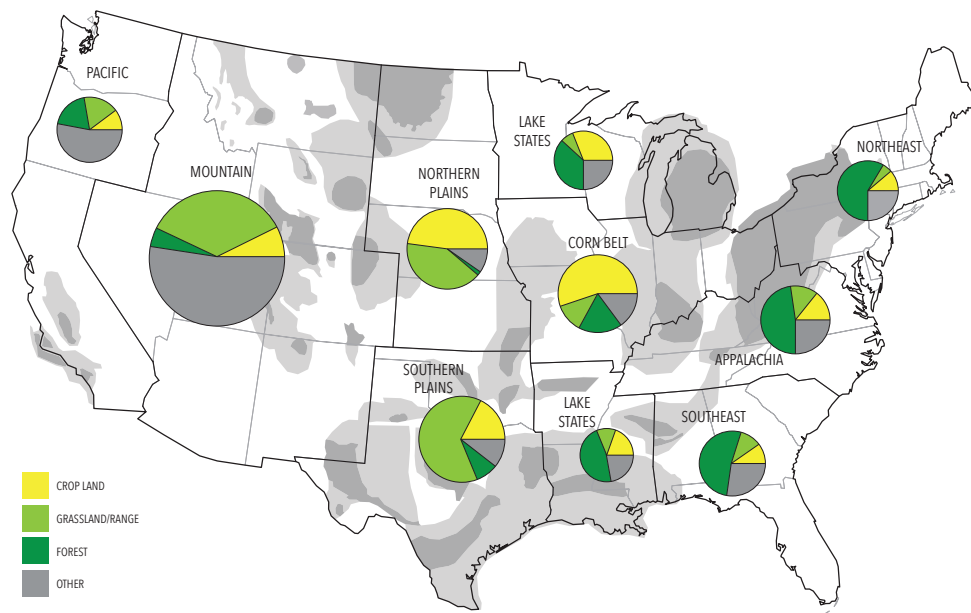 PACIFIC
MOUNTAIN
NORTHERN
PLAINS
LAKE
STATES
NORTHEAST
CORN BELT
APPALACHIA
SOUTHERN
PLAINS
LAKE
STATES
SOUTHEAST
CROP LAND
GRASSLAND/RANGE
FOREST
OTHER